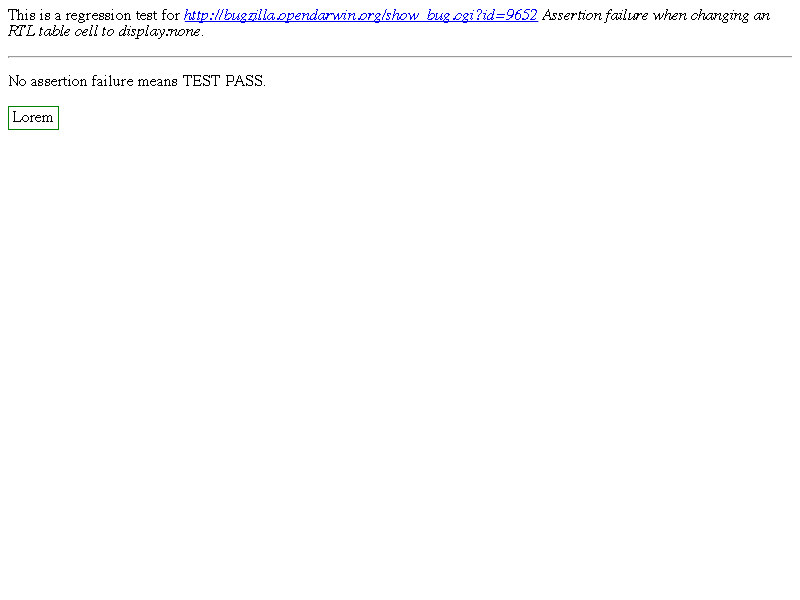 This is a regression test for http://bugzilla.opendarwin.org/show_bug.cgi?id=9652 Assertion failure when changing an
RTL table cell to display:none.
No assertion failure means TEST PASS.
Lorem